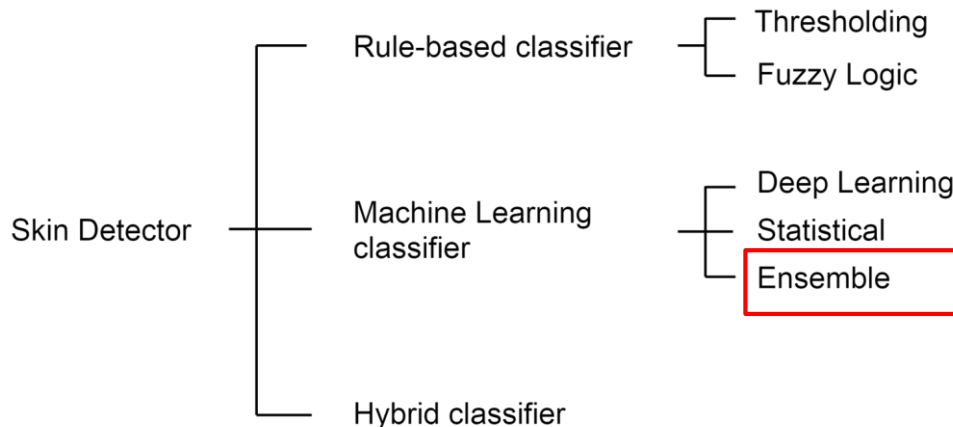 Skin Detector
Rule-based classifier
Thresholding
Fuzzy Logic
Machine Learning
classifier
Deep Learning
Statistical
Ensemble
Hybrid classifier